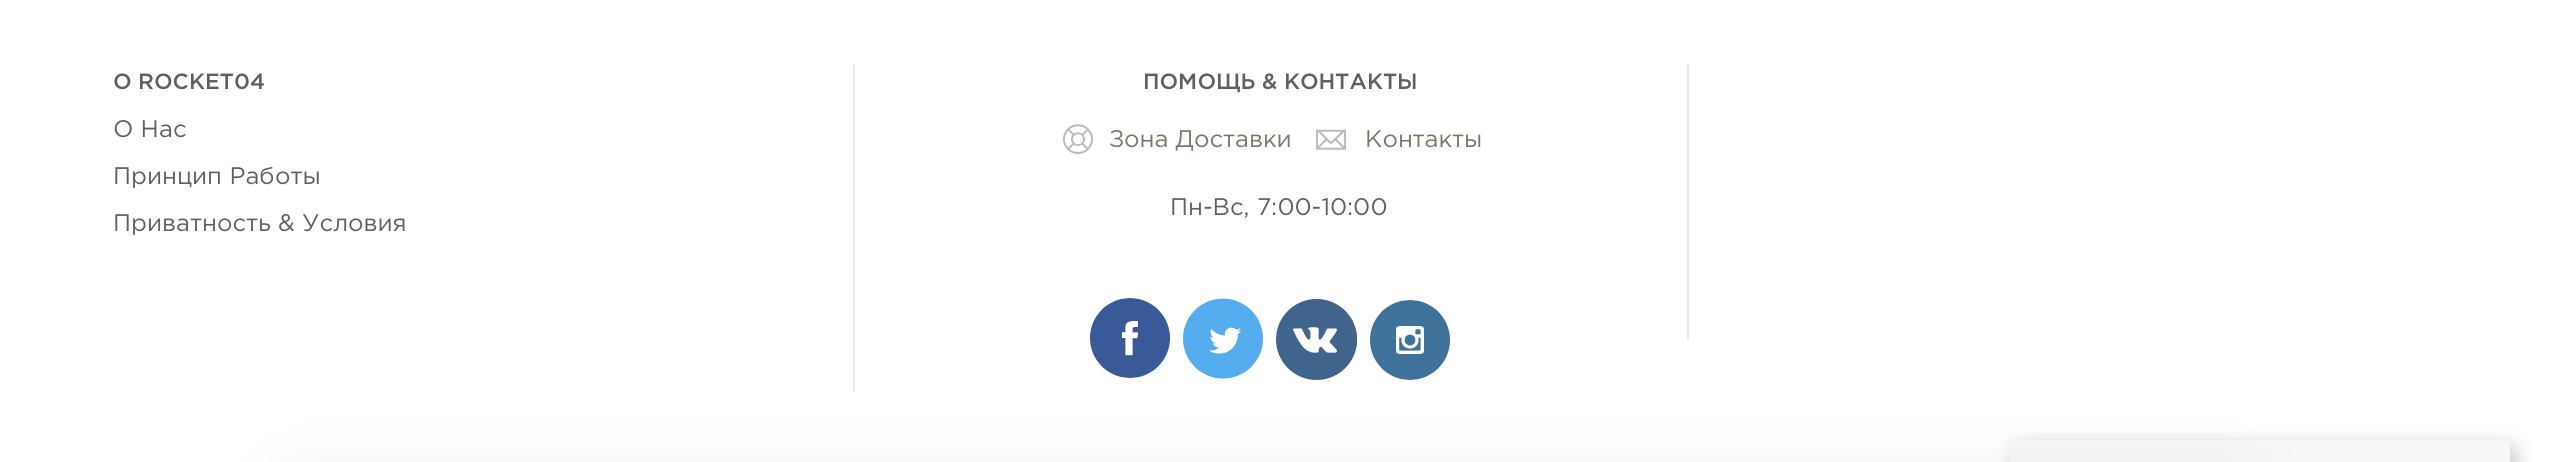 О ROCKET04
О Нас
Принцип Работы
Приватность & Условия
ПОМОЩЬ & КОНТАКТЫ
Зона Доставки Контакты
Пн-Вс, 7:00-10:00